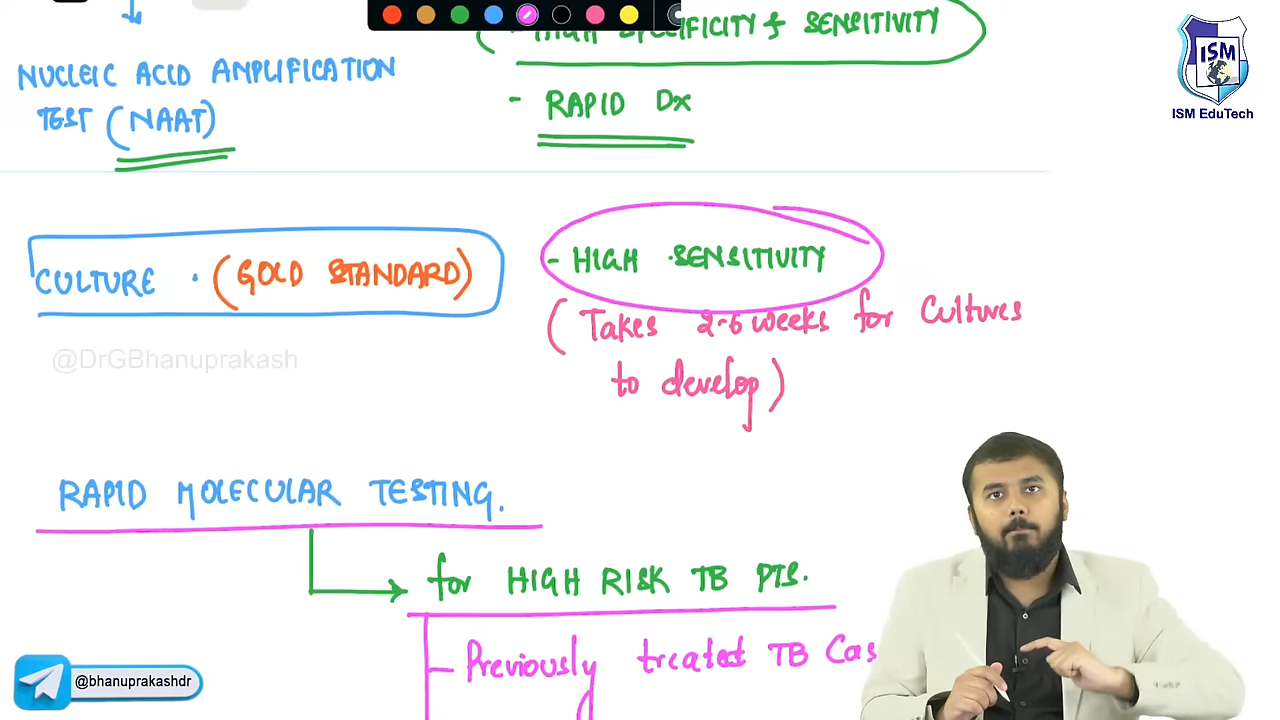 - HIGH SPECIFICITY & SENSITIVITY
NUCLEIC ACID AMPLIFICATION
TEST (NAAT)
- RAPID Dx
ISM
ISM EduTech
CULTURE . (GOLD STANDARD)
- HIGH SENSITIVITY
(Takes 2-6 weeks for Cultures
to develop)
@DrGBhanuprakash
RAPID MOLECULAR TESTING.
for HIGH RISK TB PTS.
- Previously treated TB Cas
@bhanuprakashdr